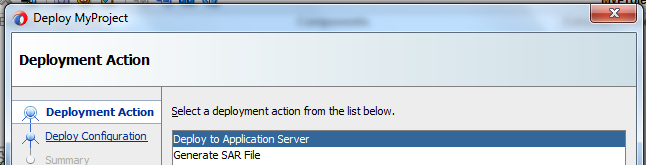 Deploy MyProject
Deployment Action
Deployment Action
Select a deployment action from the list below.
Deploy Configuration
Deploy to Application Server
Summary
Generate SAR File